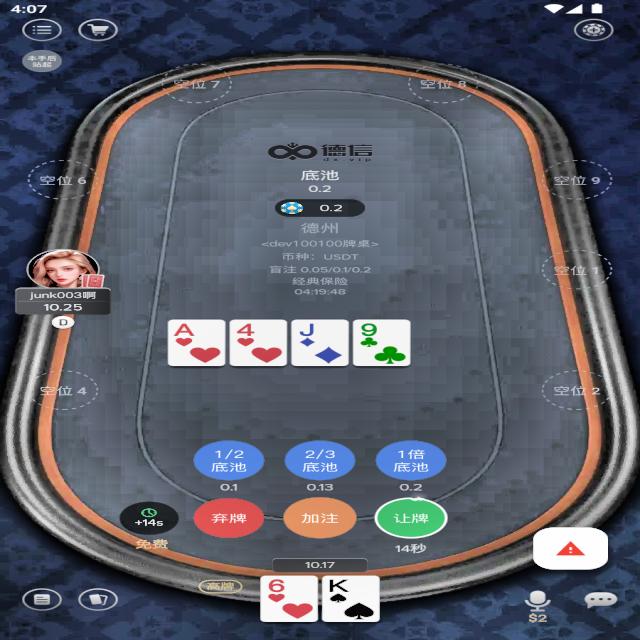 4:07
本手后
站起
空位 7
空位 8
德信
dx.vip
底池
0.2
0.2
空位 6
空位 9
德州
<dev100100牌桌>
币种: USDT
盲注 0.05/0.1/0.2
经典保险
04:19:48
空位 1
junk003啊
10.25
D
A
4
J
9
空位 4
空位 2
1/2
底池
2/3
底池
1倍
底池
0.1
0.13
0.2
+14s
弃牌
加注
让牌
免费
14秒
10.17
高牌
6
K
$2